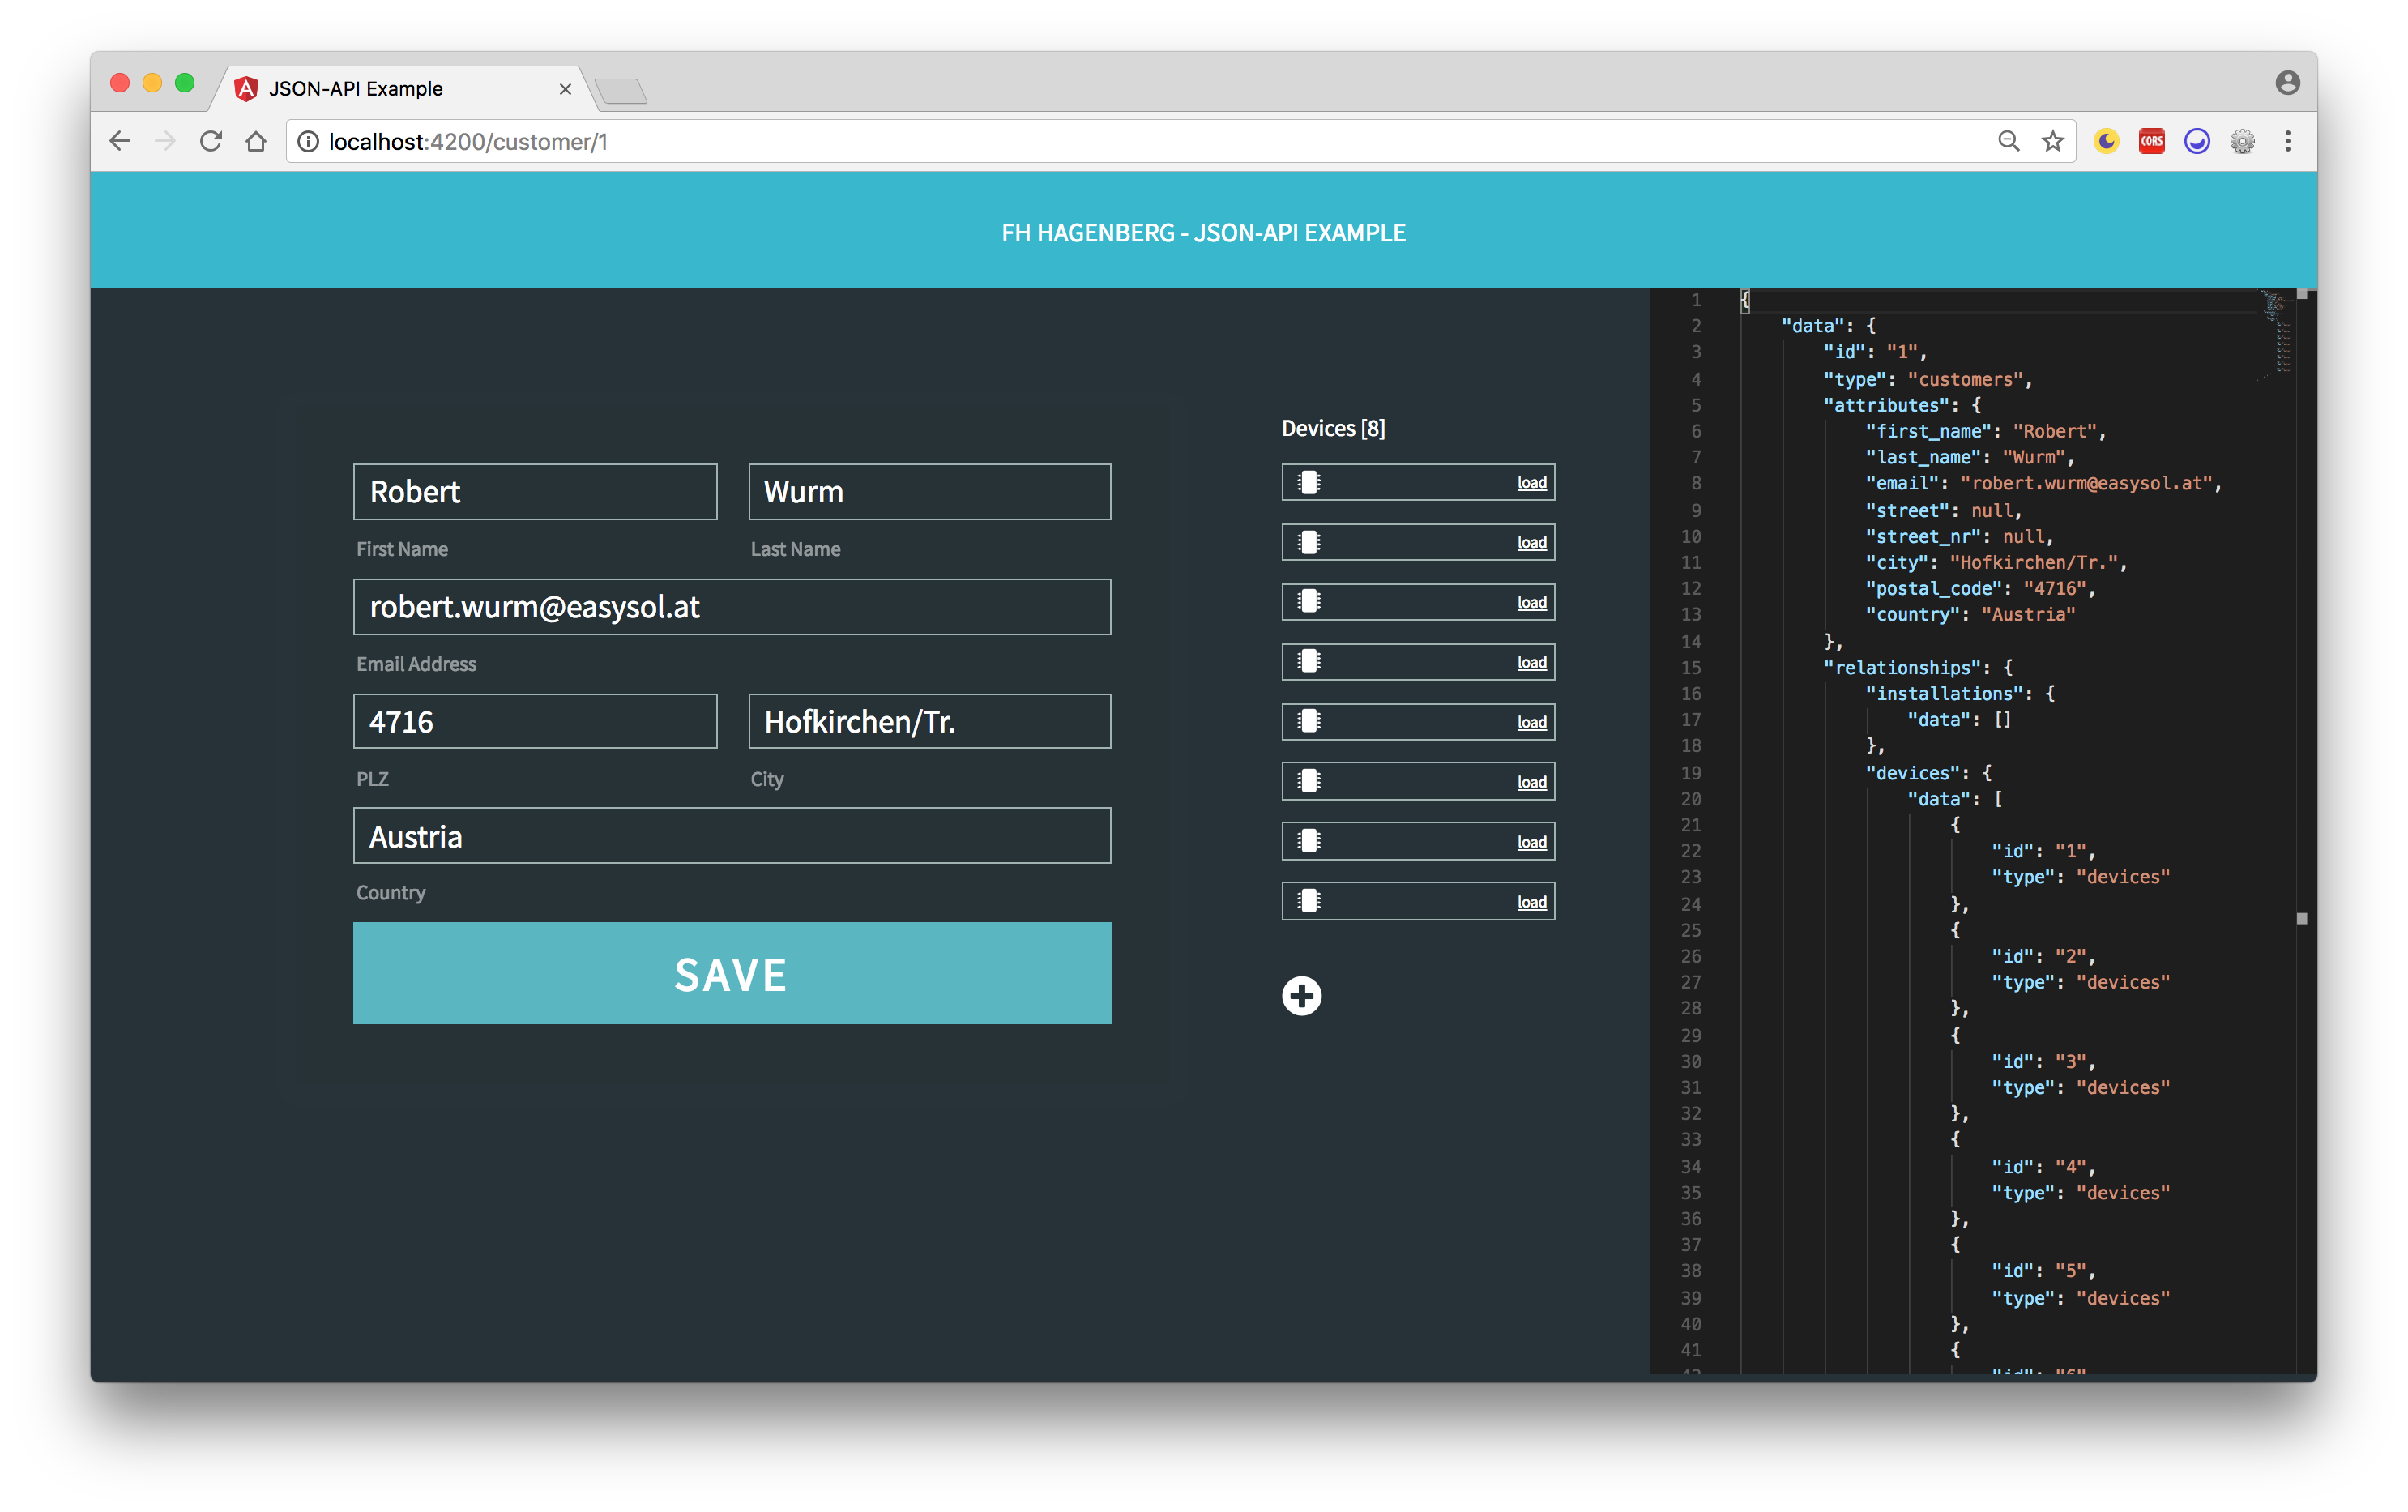 JSON-API Example
localhost:4200/customer/1
CORS
FH HAGENBERG - JSON-API EXAMPLE
Robert
Wurm
First Name
Last Name
robert.wurm@easysol.at
Email Address
4716
Hofkirchen/Tr.
PLZ
City
Austria
Country
SAVE
Devices [8]
load
load
load
load
load
load
load
load
1 {
2 "data": {
3 "id": "1",
4 "type": "customers",
5 "attributes": {
6 "first_name": "Robert",
7 "last_name": "Wurm",
8 "email": "robert.wurm@easysol.at",
9 "street": null,
10 "street_nr": null,
11 "city": "Hofkirchen/Tr.",
12 "postal_code": "4716",
13 "country": "Austria"
14 },
15 "relationships": {
16 "installations": {
17 "data": []
18 },
19 "devices": {
20 "data": [
21 {
22 "id": "1",
23 "type": "devices"
24 },
25 {
26 "id": "2",
27 "type": "devices"
28 },
29 {
30 "id": "3",
31 "type": "devices"
32 },
33 {
34 "id": "4",
35 "type": "devices"
36 },
37 {
38 "id": "5",
39 "type": "devices"
40 },
41 {
42 "id": "6"